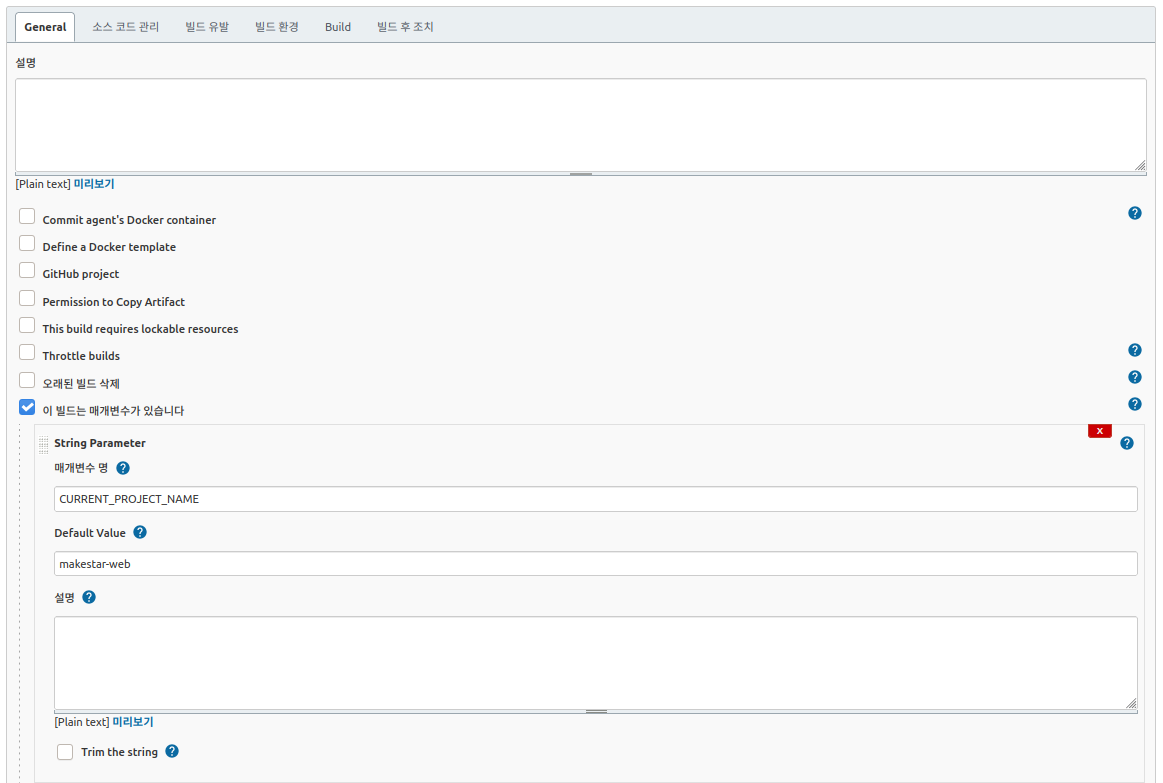 General 소스 코드 관리 빌드 유발 빌드 환경 Build 빌드 후 조치
설명
[Plain text] 미리보기
Commit agent's Docker container ?
Define a Docker template
GitHub project
Permission to Copy Artifact
This build requires lockable resources
Throttle builds ?
오래된 빌드 삭제 ?
이 빌드는 매개변수가 있습니다 ?
X
String Parameter ?
매개변수 명 ?
CURRENT_PROJECT_NAME
Default Value ?
makestar-web
설명 ?
[Plain text] 미리보기
Trim the string ?